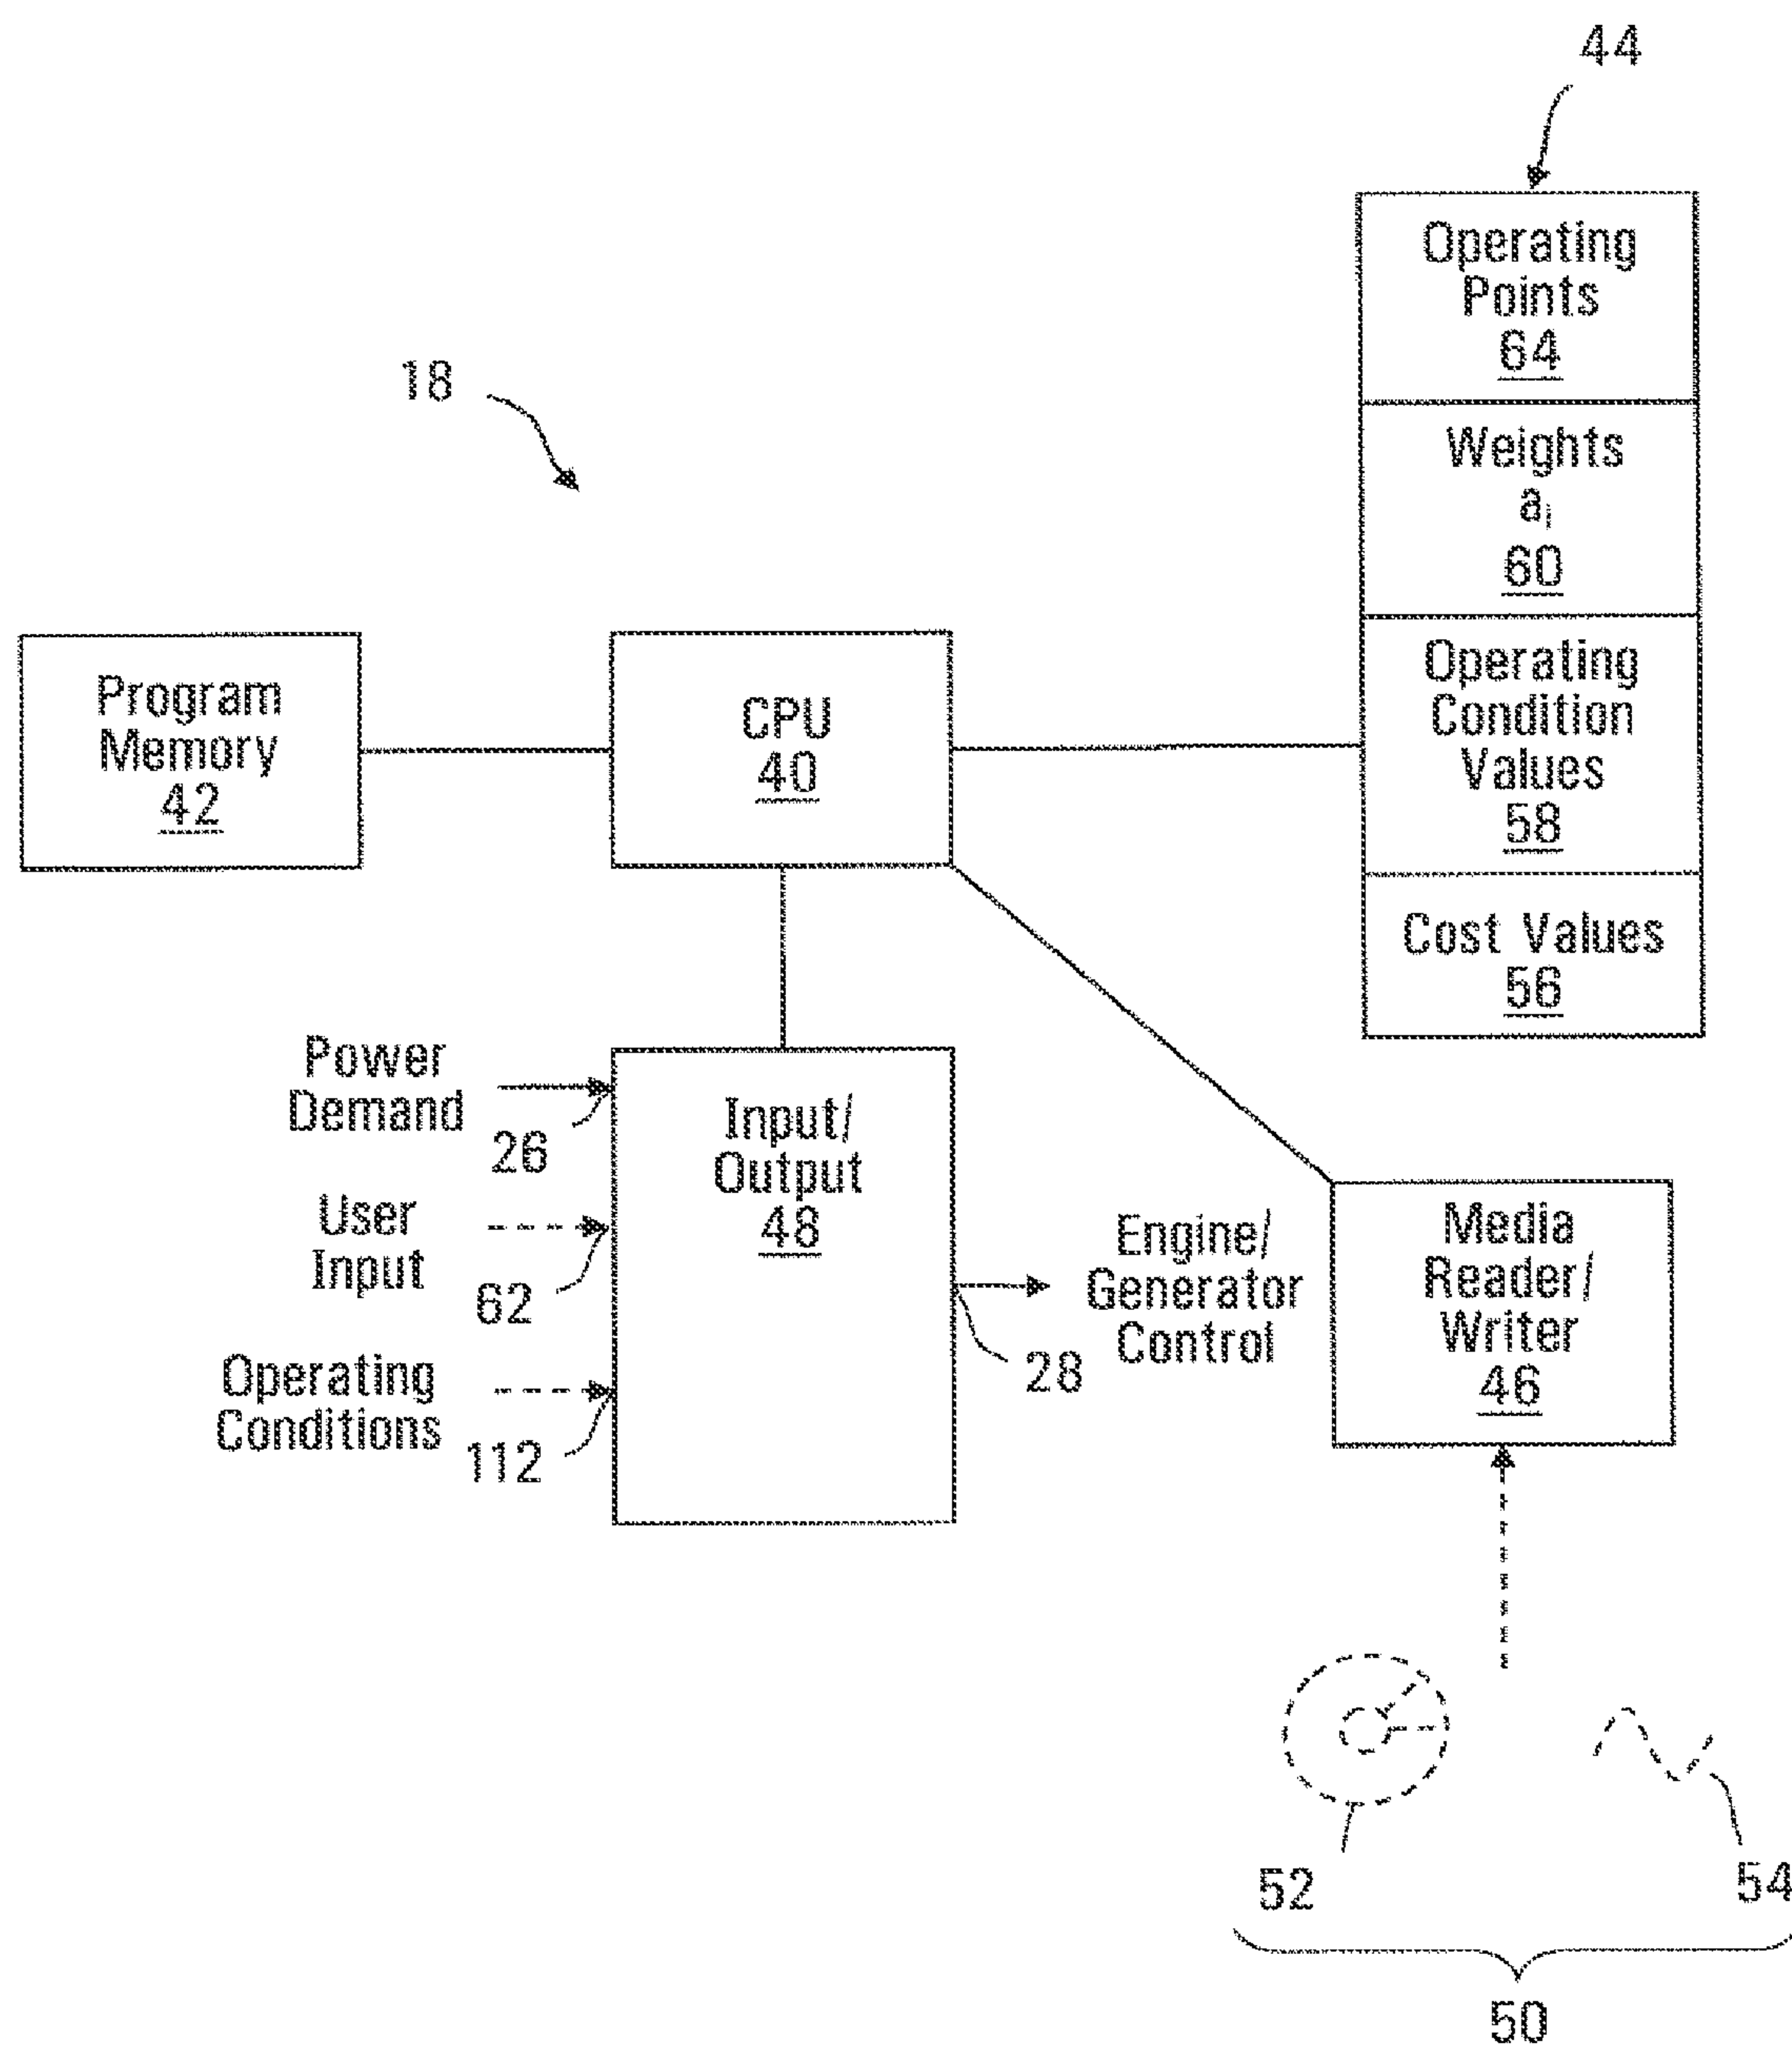 44
Operating
Points
64
18
Weights
ai
60
Program
Memory
42
CPU
40
Operating
Condition
Values
58
Cost Values
56
Power
Demand
26
Input/
Output
48
User
Input
62
Engine/
Generator
Control
28
Operating
Conditions
112
Media
Reader/
Writer
46
52
54
50